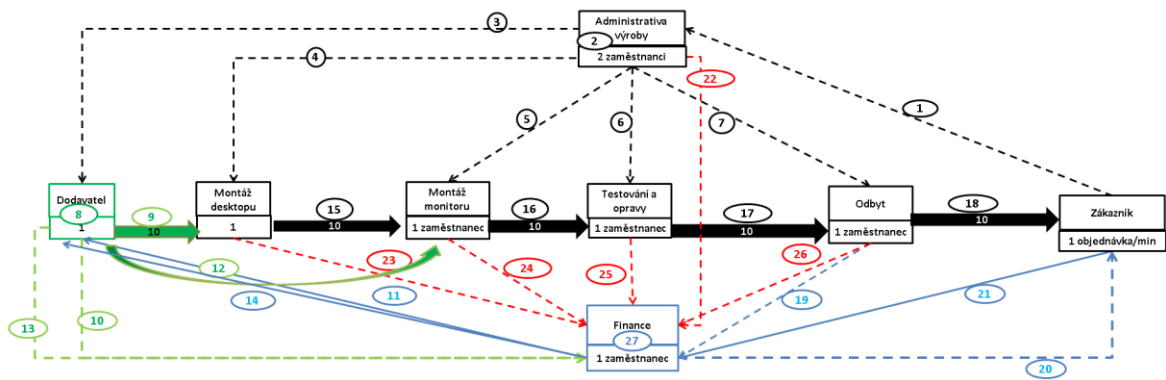 3
Administrativa
výroby
2
2 zaměstnanci
4
22
1
5
6
7
Dodavatel
8
1
9
10
Montáž
desktopu
1
15
10
Montáž
monitoru
1 zaměstnanec
16
10
Testování a
opravy
1 zaměstnanec
17
10
Odbyt
1 zaměstnanec
18
10
Zákazník
1 objednávka/min
12
23
24
25
26
14
11
19
21
13
10
Finance
27
1 zaměstnanec
20